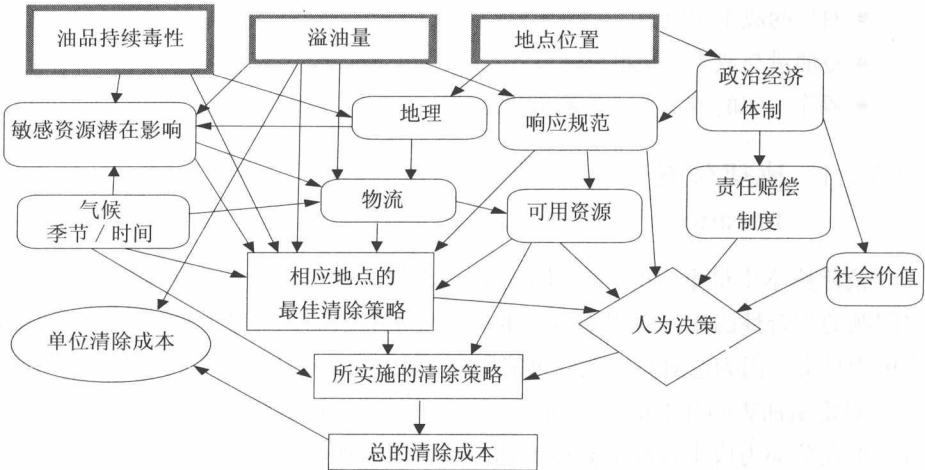 油品持续毒性
溢油量
地点位置
政治经济
体制
地理
响应规范
敏感资源潜在影响
责任赔偿
制度
物流
可用资源
气候
季节/时间
相应地点的
最佳清除策略
社会价值
人为决策
单位清除成本
所实施的清除策略
总的清除成本